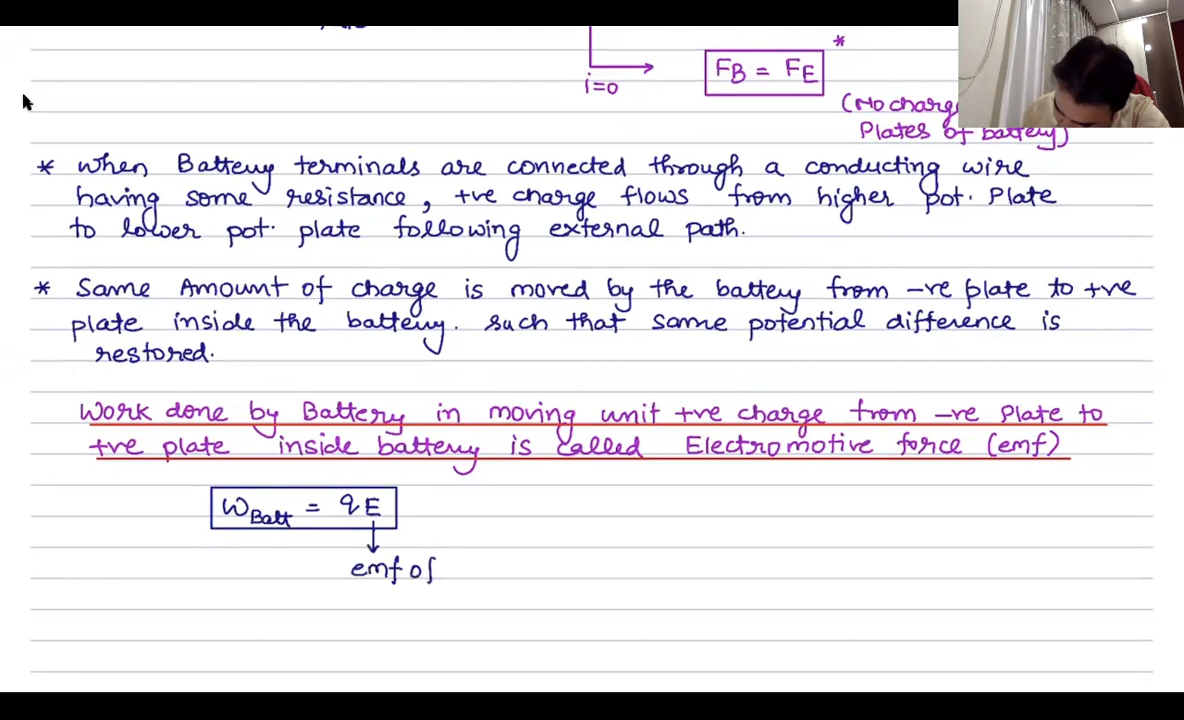 *
i=0
FB = FE
(No charg
Plates of battery)
* When Battery terminals are connected through a conducting wire
having some resistance, +ve charge flows from higher pot. Plate
to lower pot. plate following external path.
* Same Amount of charge is moved by the battery from -ve plate to +ve
plate inside the battery. such that same potential difference is
restored.
Work done by Battery in moving unit +ve charge from -ve Plate to
+ve plate inside battery is called Electromotive force (emf)
WBatt = qE
emf of